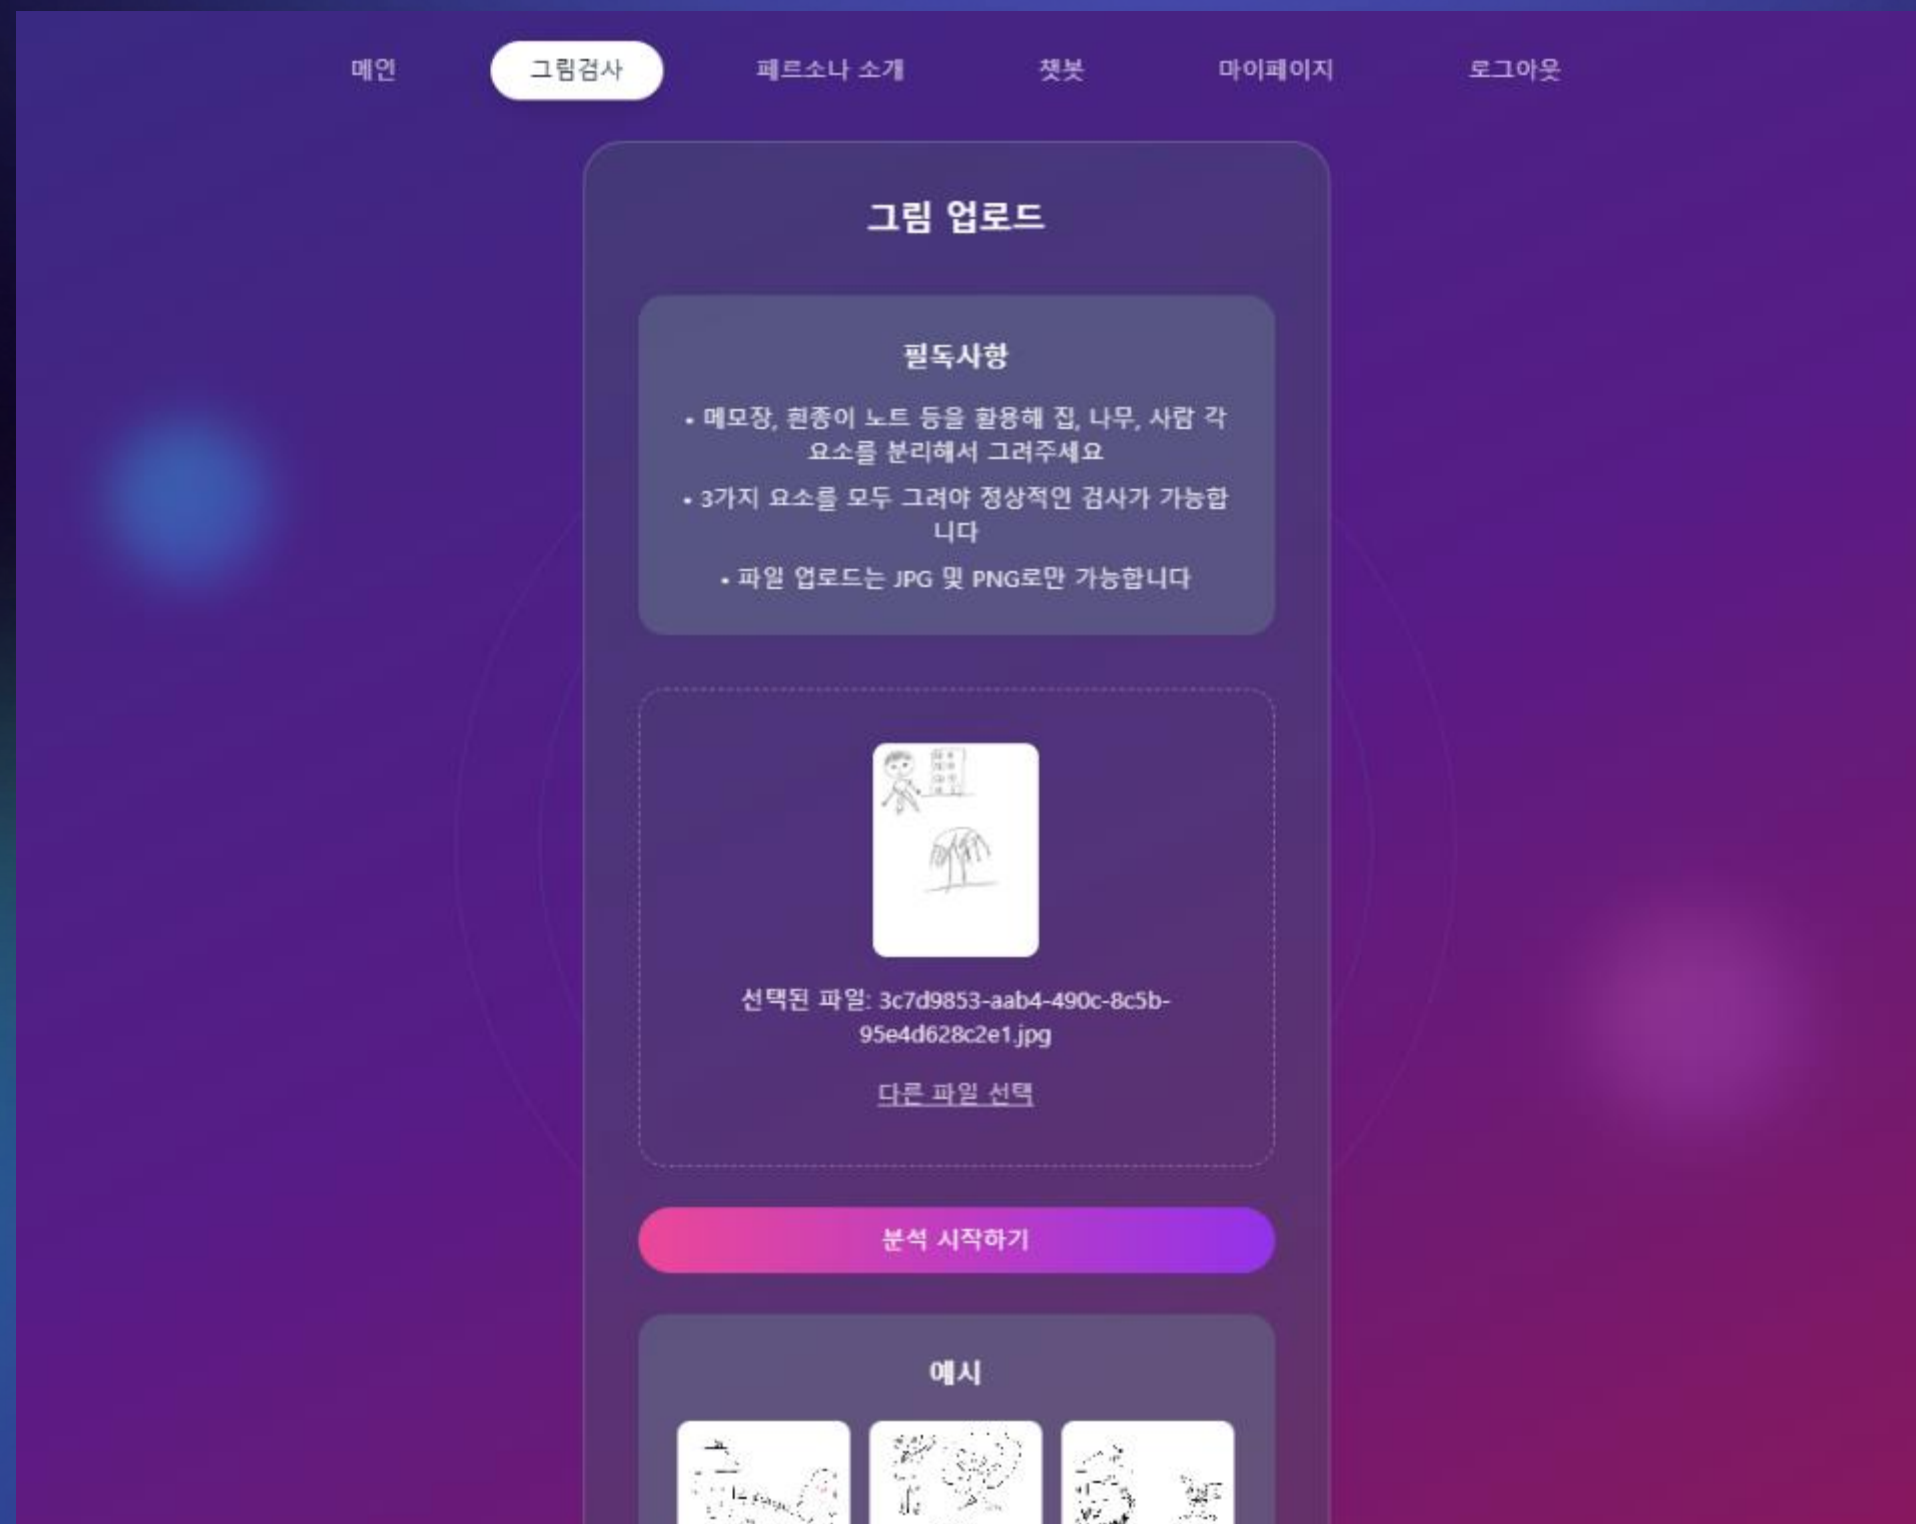 메인 그림검사 페르소나 소개 챗봇 마이페이지 로그아웃
그림 업로드
필독사항
• 메모장, 흰종이 노트 등을 활용해 집, 나무, 사람 각
요소를 분리해서 그려주세요
• 3가지 요소를 모두 그려야 정상적인 검사가 가능합
니다
• 파일 업로드는 JPG 및 PNG로만 가능합니다
선택된 파일: 3c7d9853-aab4-490c-8c5b-
95e4d628c2e1.jpg
다른 파일 선택
분석 시작하기
예시